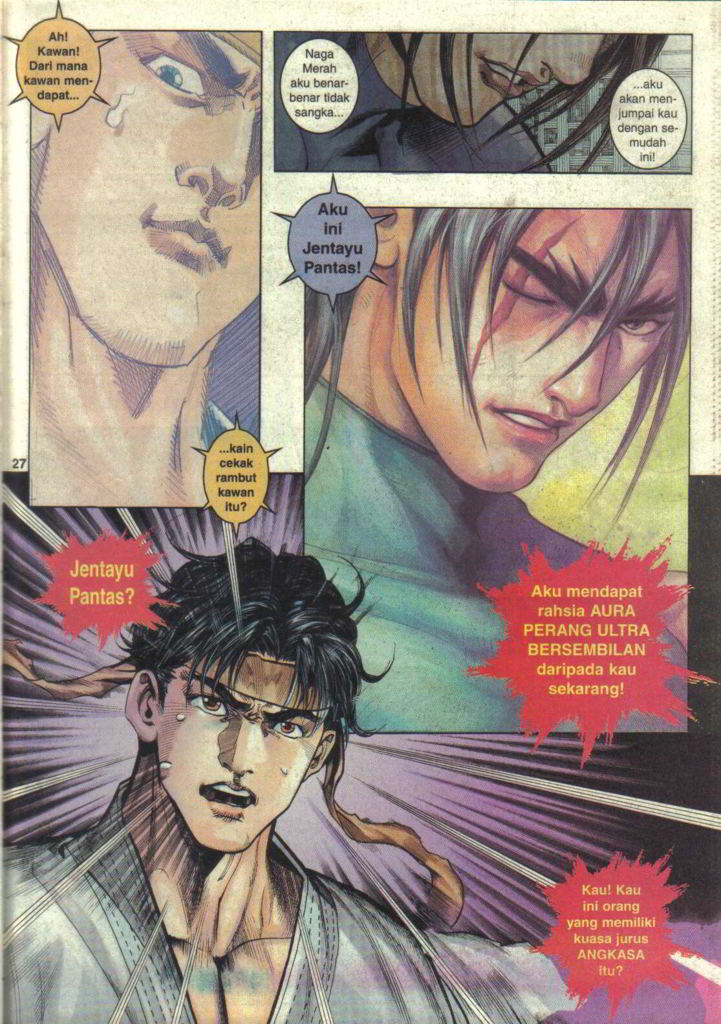 Ah!
Kawan!
Dari mana
kawan men-
dapat...
Naga
Merah
aku benar-
benar tidak
sangka...
...aku
akan men-
jumpai kau
dengan se-
mudah
ini!
Aku
ini
Jentayu
Pantas!
...kain
cekak
rambut
kawan
itu?
27
Jentayu
Pantas?
Aku mendapat
rahsia AURA
PERANG ULTRA
BERSEMBILAN
daripada kau
sekarang!
Kau! Kau
ini orang
yang memiliki
kuasa jurus
ANGKASA
itu?